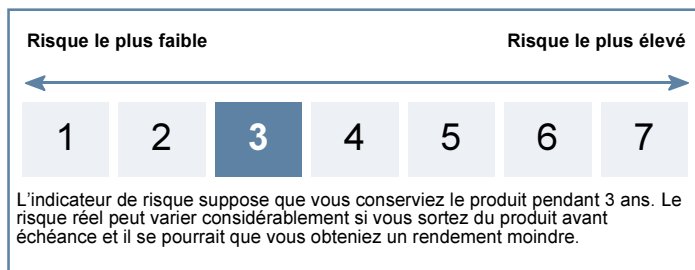 Risque le plus faible Risque le plus élevé
1 2 3 4 5 6 7
L'indicateur de risque suppose que vous conserviez le produit pendant 3 ans. Le
risque réel peut varier considérablement si vous sortez du produit avant
échéance et il se pourrait que vous obteniez un rendement moindre.